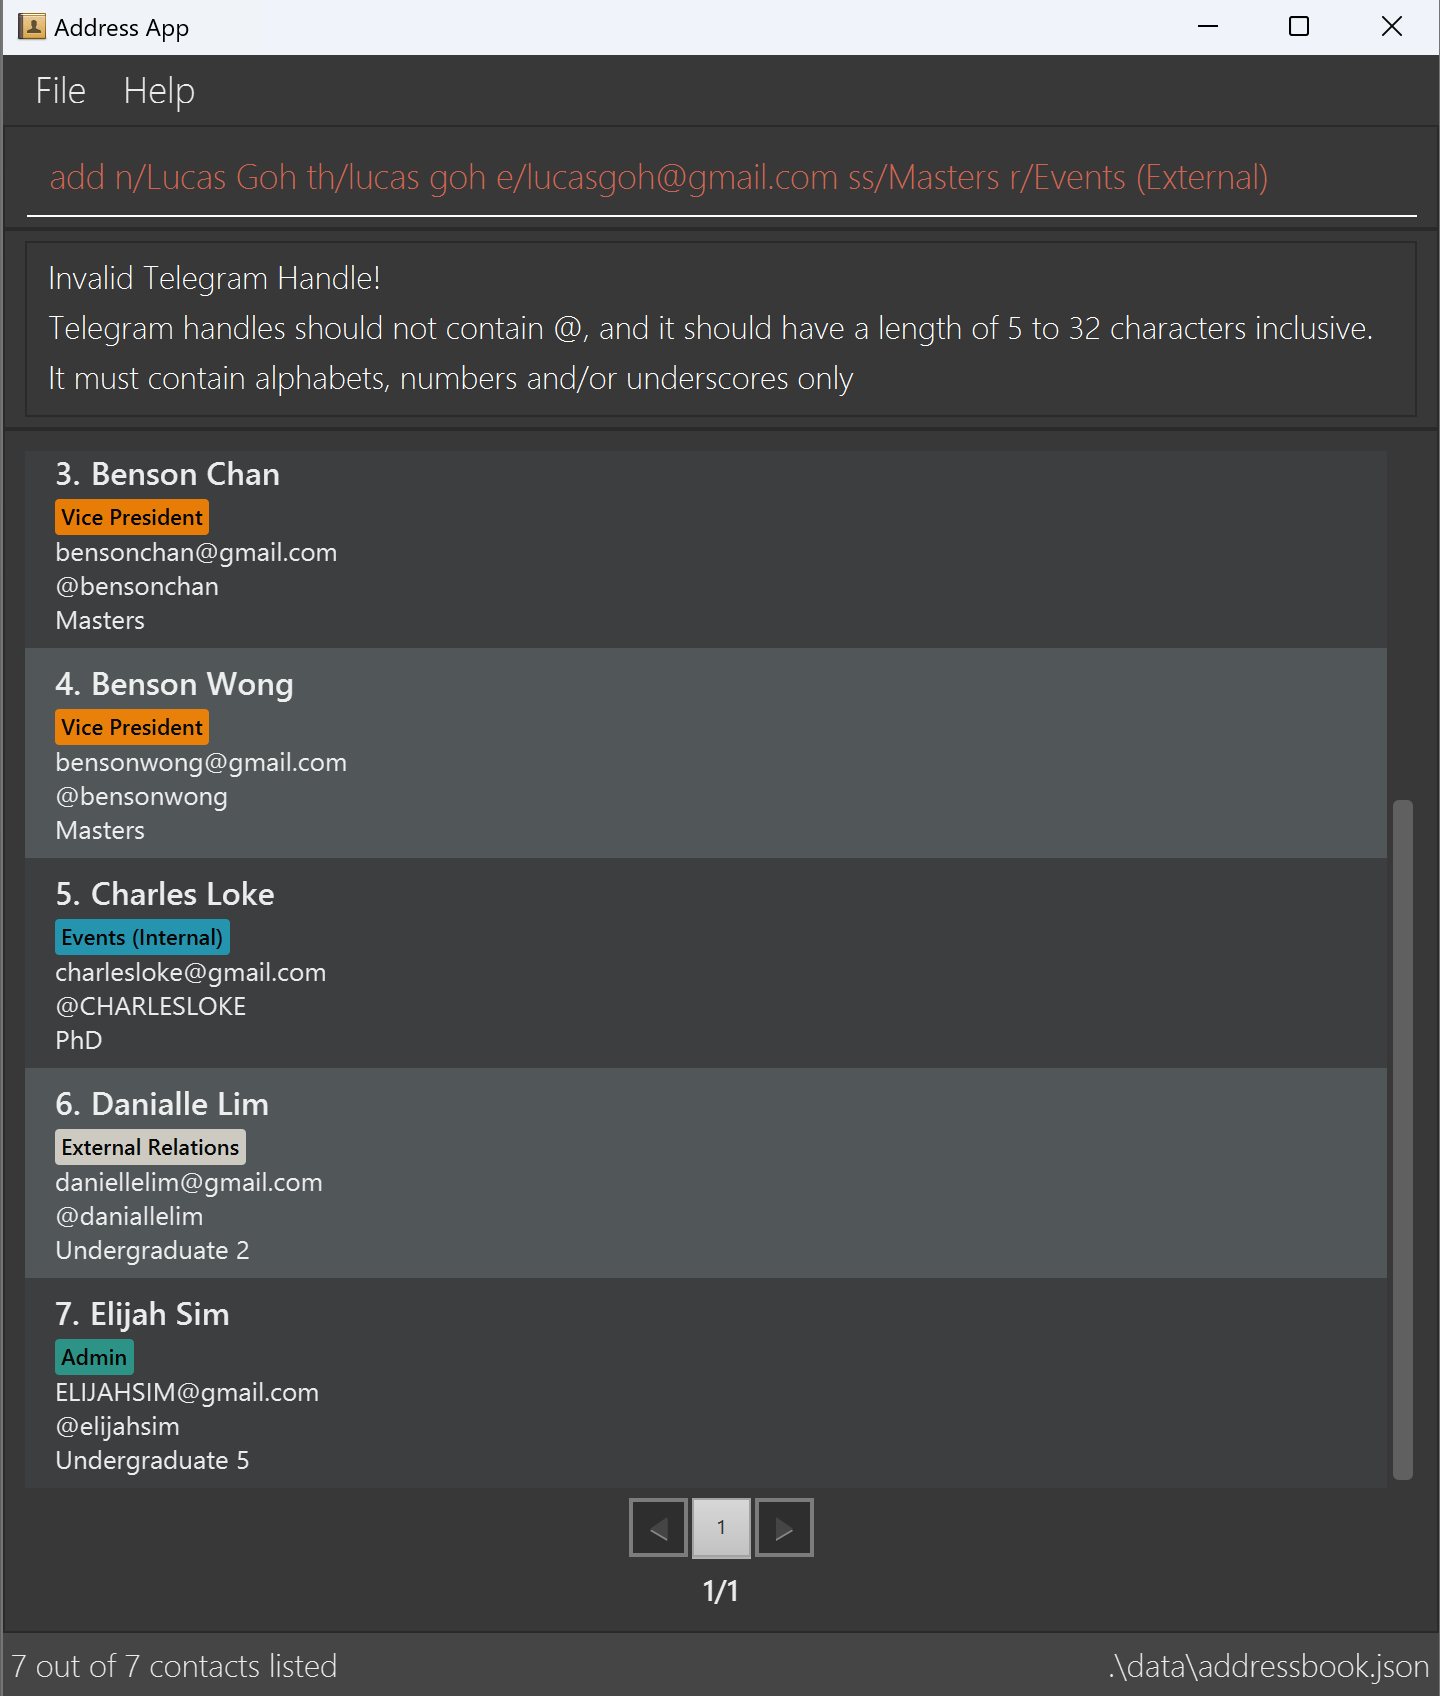 Address App
File Help
add n/Lucas Goh th/lucas goh e/lucasgoh@gmail.com ss/Masters r/Events (External)
Invalid Telegram Handle!
Telegram handles should not contain @, and it should have a length of 5 to 32 characters inclusive.
It must contain alphabets, numbers and/or underscores only
3. Benson Chan
Vice President
bensonchan@gmail.com
@bensonchan
Masters
4. Benson Wong
Vice President
bensonwong@gmail.com
@bensonwong
Masters
5. Charles Loke
Events (Internal)
charlesloke@gmail.com
@CHARLESLOKE
PhD
6. Danialle Lim
External Relations
daniellelim@gmail.com
@daniallelim
Undergraduate 2
7. Elijah Sim
Admin
ELIJAHSIM@gmail.com
@elijahsim
Undergraduate 5
1
1/1
7 out of 7 contacts listed
.\data\addressbook.json